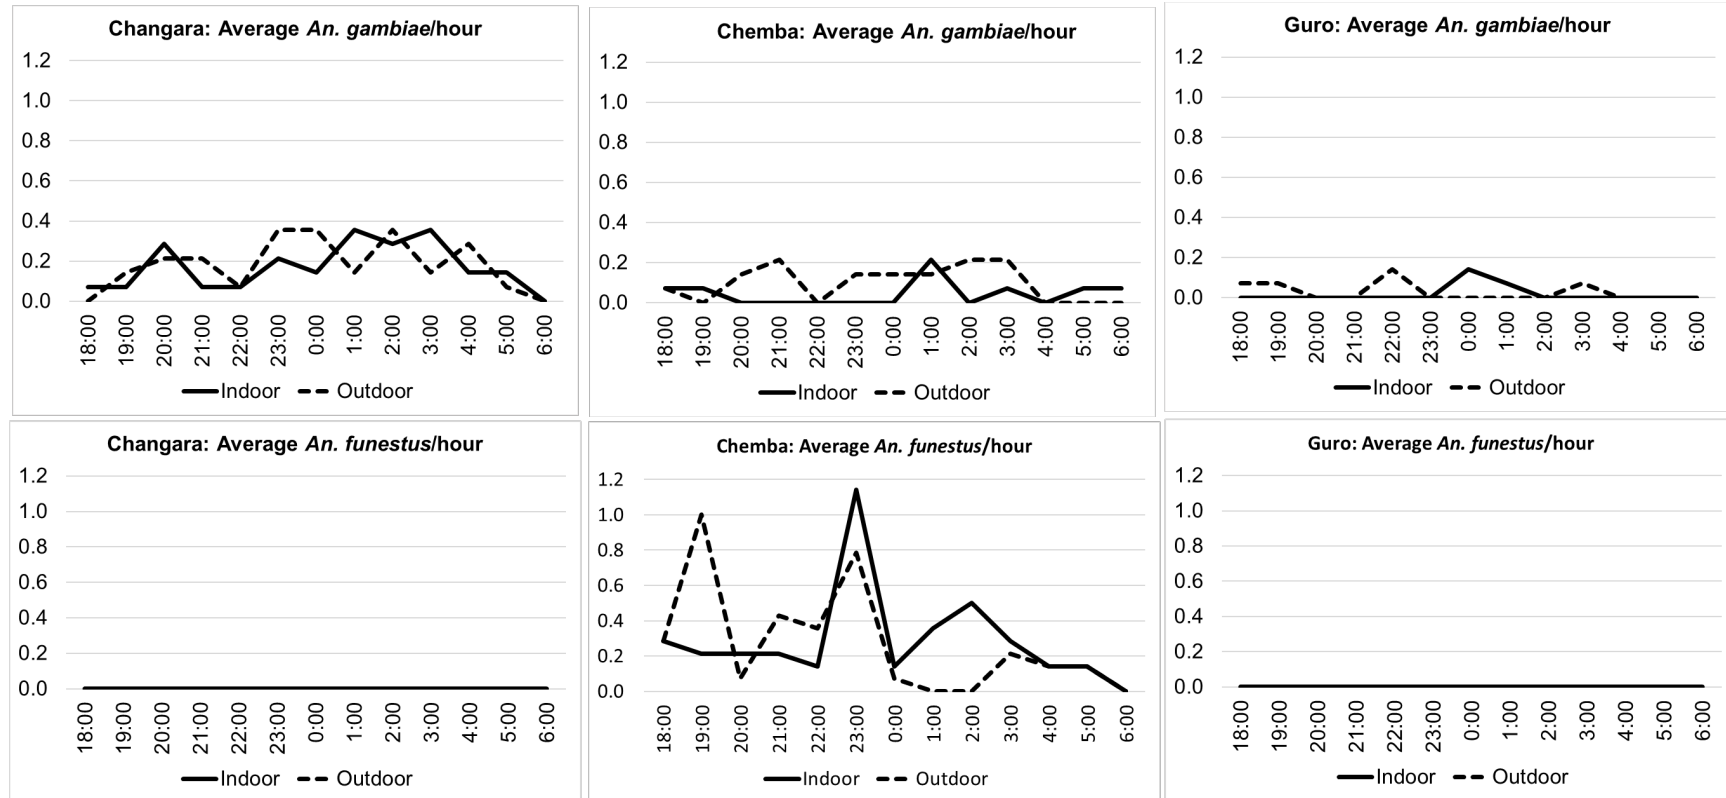 Changara: Average An. gambiae/hour
1.2
1.0
0.8
0.6
0.4
0.2
0.0
18:00 19:00 20:00 21:00 22:00 23:00 0:00 1:00 2:00 3:00 4:00 5:00 6:00
Indoor Outdoor
Chemba: Average An. gambiae/hour
1.2
1.0
0.8
0.6
0.4
0.2
0.0
18:00 19:00 20:00 21:00 22:00 23:00 0:00 1:00 2:00 3:00 4:00 5:00 6:00
Indoor Outdoor
Guro: Average An. gambiae/hour
1.2
1.0
0.8
0.6
0.4
0.2
0.0
18:00 19:00 20:00 21:00 22:00 23:00 0:00 1:00 2:00 3:00 4:00 5:00 6:00
Indoor Outdoor
Changara: Average An. funestus/hour
1.2
1.0
0.8
0.6
0.4
0.2
0.0
18:00 19:00 20:00 21:00 22:00 23:00 0:00 1:00 2:00 3:00 4:00 5:00 6:00
Indoor Outdoor
Chemba: Average An. funestus/hour
1.2
1.0
0.8
0.6
0.4
0.2
0.0
18:00 19:00 20:00 21:00 22:00 23:00 0:00 1:00 2:00 3:00 4:00 5:00 6:00
Indoor Outdoor
Guro: Average An. funestus/hour
1.2
1.0
0.8
0.6
0.4
0.2
0.0
18:00 19:00 20:00 21:00 22:00 23:00 0:00 1:00 2:00 3:00 4:00 5:00 6:00
Indoor Outdoor